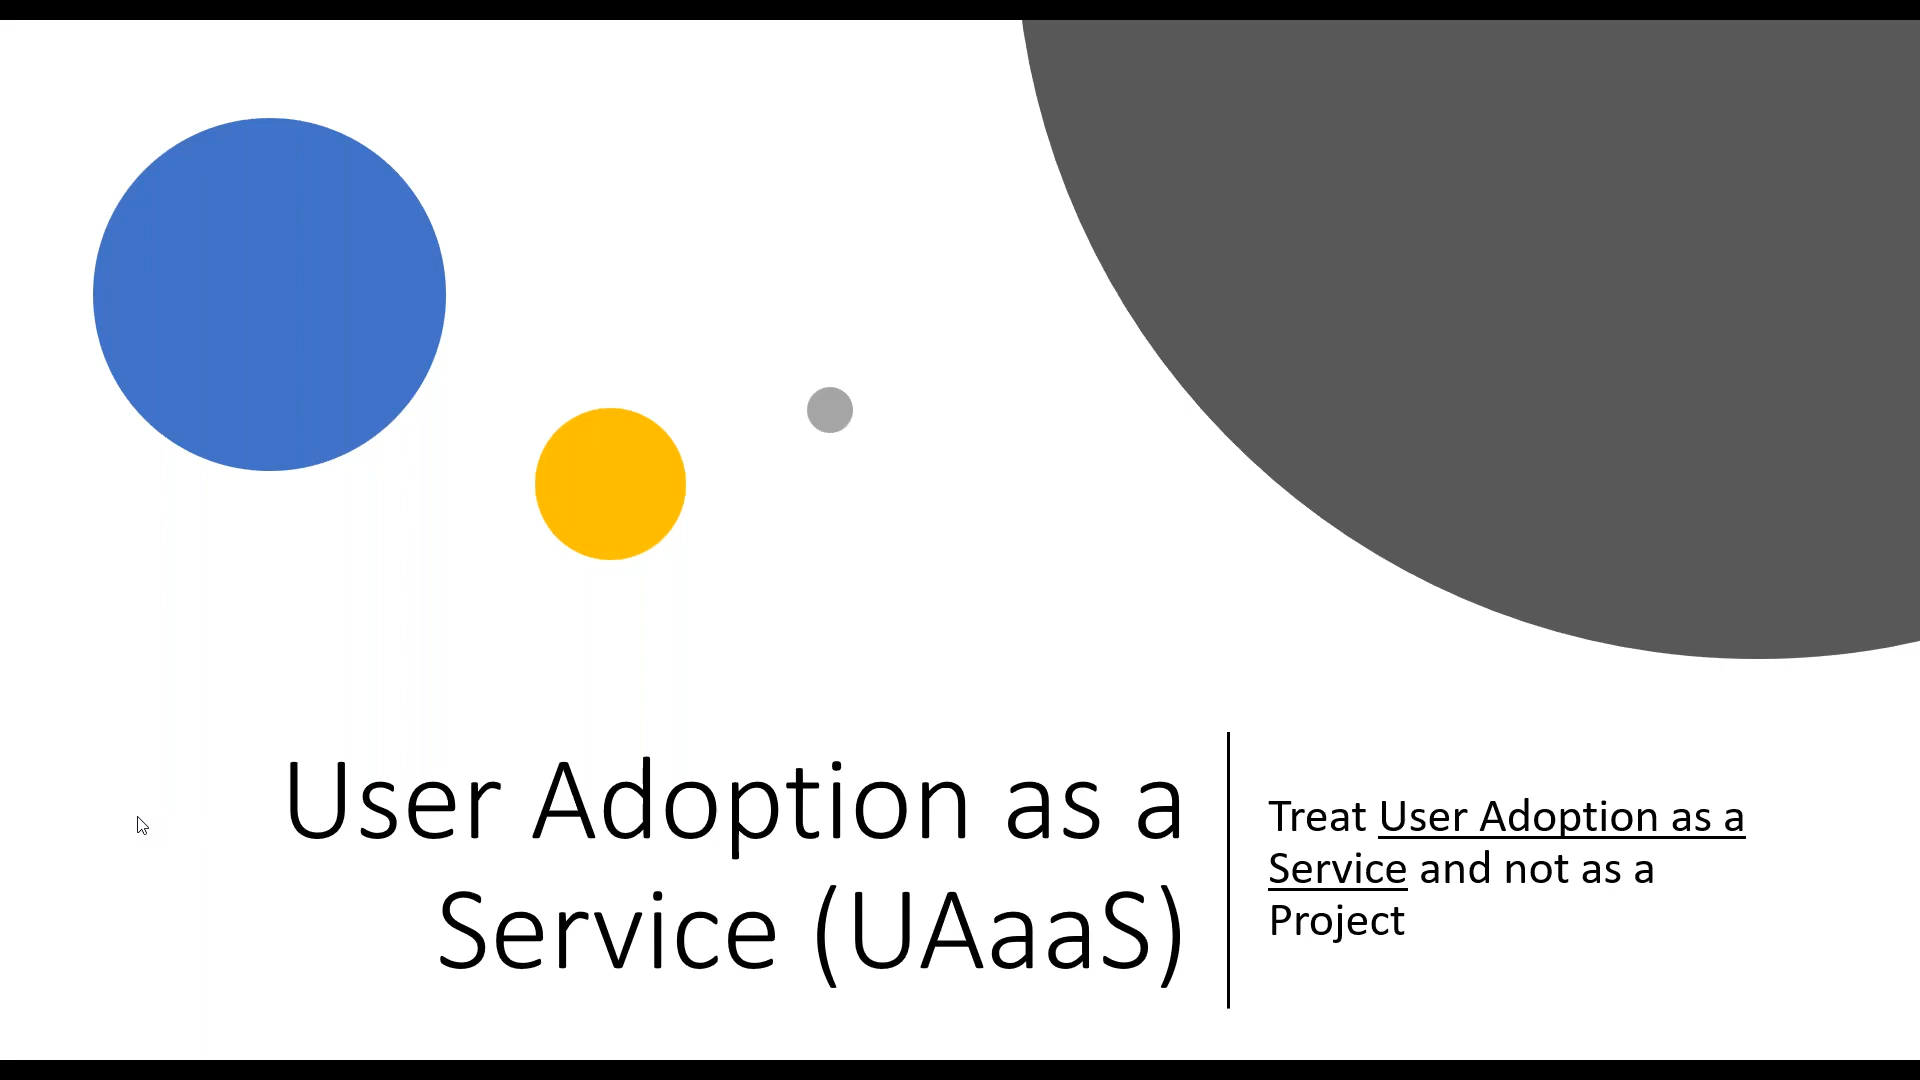 User Adoption as a
Service (UAaaS)
Treat User Adoption as a
Service and not as a
Project